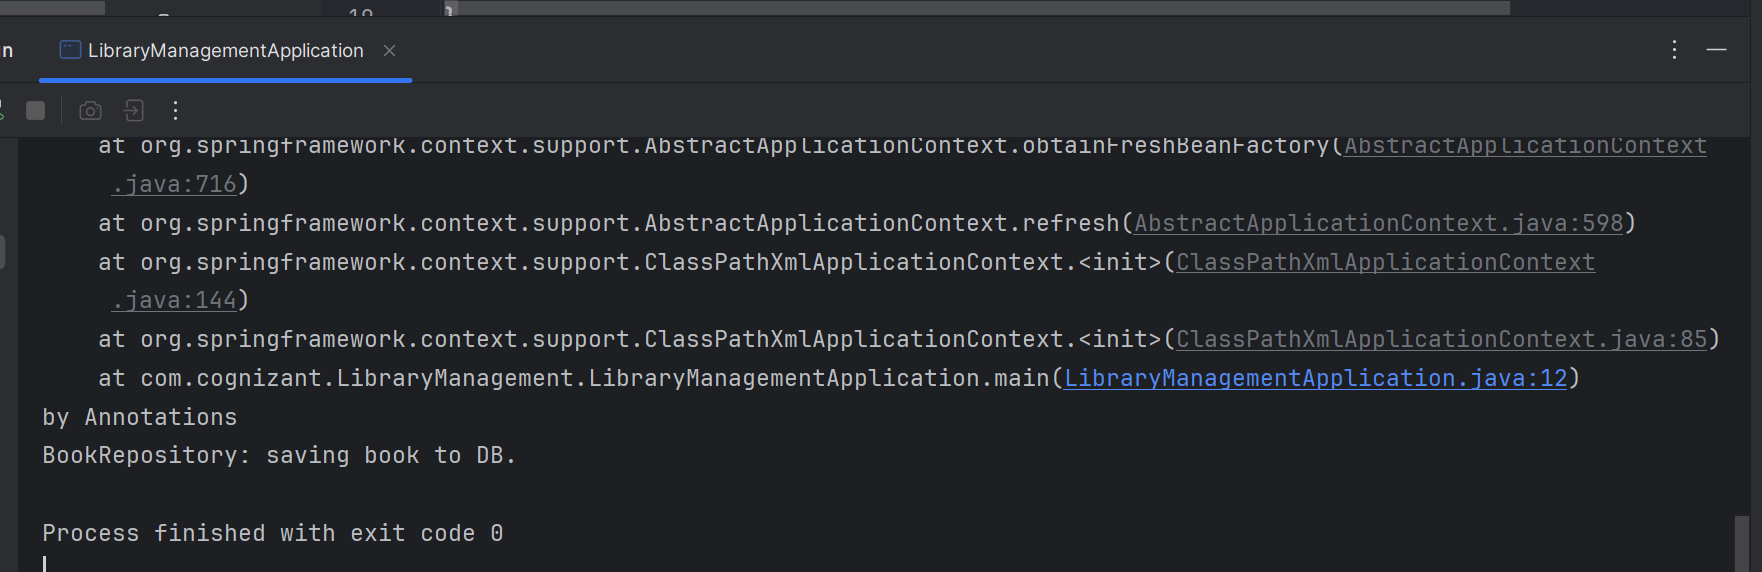 LibraryManagementApplication
at org.springframework.context.support.AbstractApplicationContext.obtainFreshBeanFactory(AbstractApplicationContext
.java:716)
at org.springframework.context.support.AbstractApplicationContext.refresh(AbstractApplicationContext.java:598)
at org.springframework.context.support.ClassPathXmlApplicationContext.<init>(ClassPathXmlApplicationContext
.java:144)
at org.springframework.context.support.ClassPathXmlApplicationContext.<init>(ClassPathXmlApplicationContext.java:85)
at com.cognizant.LibraryManagement.LibraryManagementApplication.main(LibraryManagementApplication.java:12)
by Annotations
BookRepository: saving book to DB.
Process finished with exit code 0